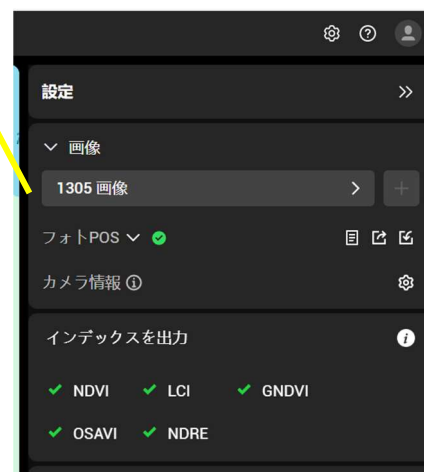 設定
画像
1305 画像
フォトPOS
カメラ情報
インデックスを出力
NDVI LCI GNDVI
OSAVI NDRE